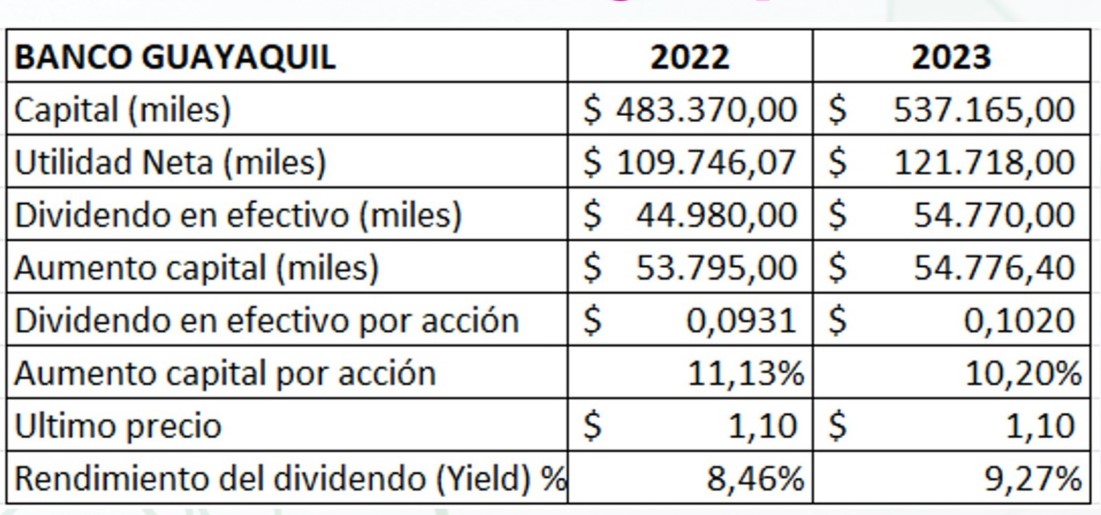 BANCO GUAYAQUIL 2022 2023
Capital (miles) $ 483.370,00 $ 537.165,00
Utilidad Neta (miles) $ 109.746,07 $ 121.718,00
Dividendo en efectivo (miles) $ 44.980,00 $ 54.770,00
Aumento capital (miles) $ 53.795,00 $ 54.776,40
Dividendo en efectivo por acción $ 0,0931 $ 0,1020
Aumento capital por acción 11,13% 10,20%
Ultimo precio $ 1,10 $ 1,10
Rendimiento del dividendo (Yield) % 8,46% 9,27%